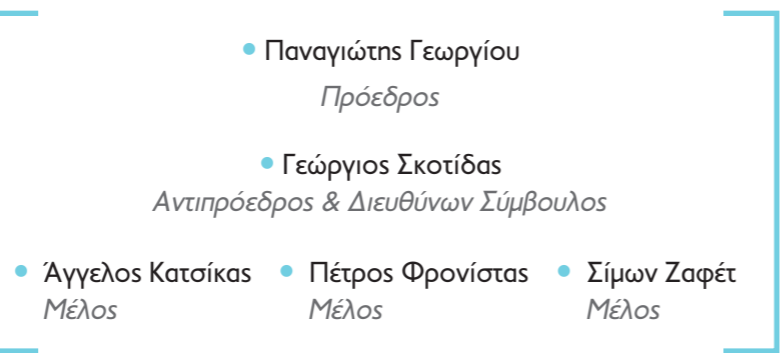 • Παναγιώτης Γεωργίου
Πρόεδρος
• Γεώργιος Σκοτίδας
Αντιπρόεδρος & Διευθύνων Σύμβουλος
• Άγγελος Κατσίκας • Πέτρος Φρονίστας • Σίμων Ζαφέτ
Μέλος Μέλος Μέλος